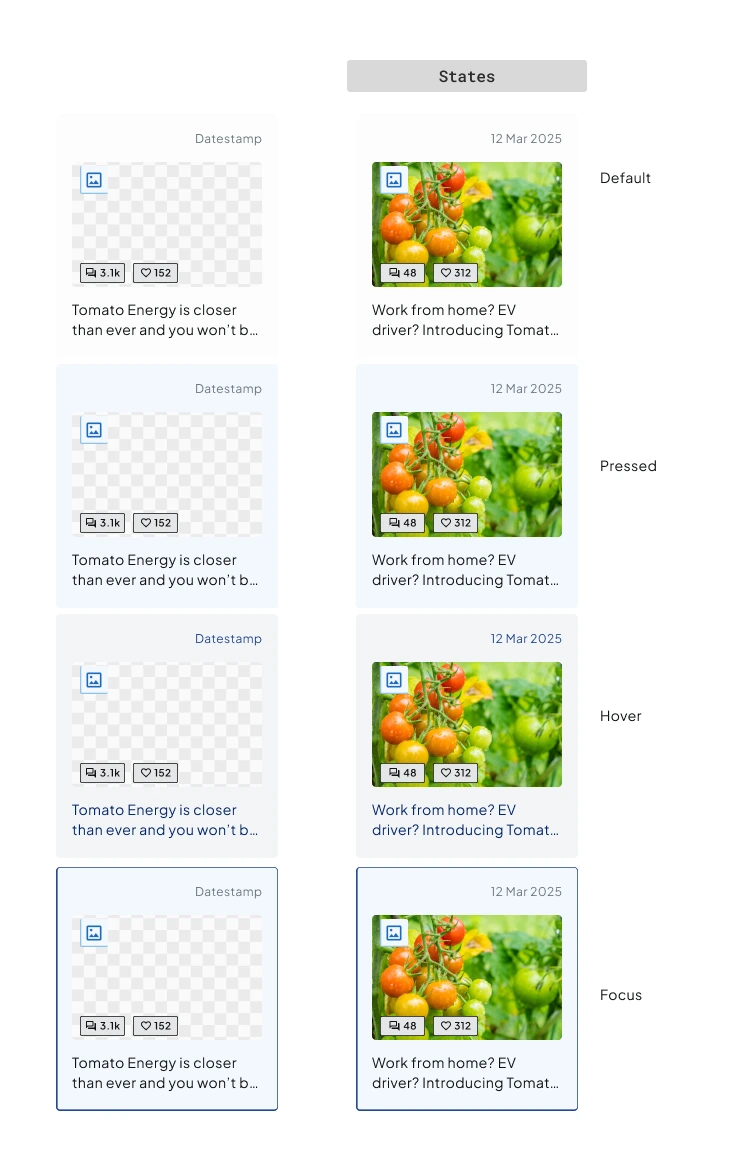 States
Datestamp
3.1k 152
Tomato Energy is closer
than ever and you won't b...
12 Mar 2025
48 312
Work from home? EV
driver? Introducing Tomat...
Default
Datestamp
3.1k 152
Tomato Energy is closer
than ever and you won't b...
12 Mar 2025
48 312
Work from home? EV
driver? Introducing Tomat...
Pressed
Datestamp
3.1k 152
Tomato Energy is closer
than ever and you won't b...
12 Mar 2025
48 312
Work from home? EV
driver? Introducing Tomat...
Hover
Datestamp
3.1k 152
Tomato Energy is closer
than ever and you won't b...
12 Mar 2025
48 312
Work from home? EV
driver? Introducing Tomat...
Focus